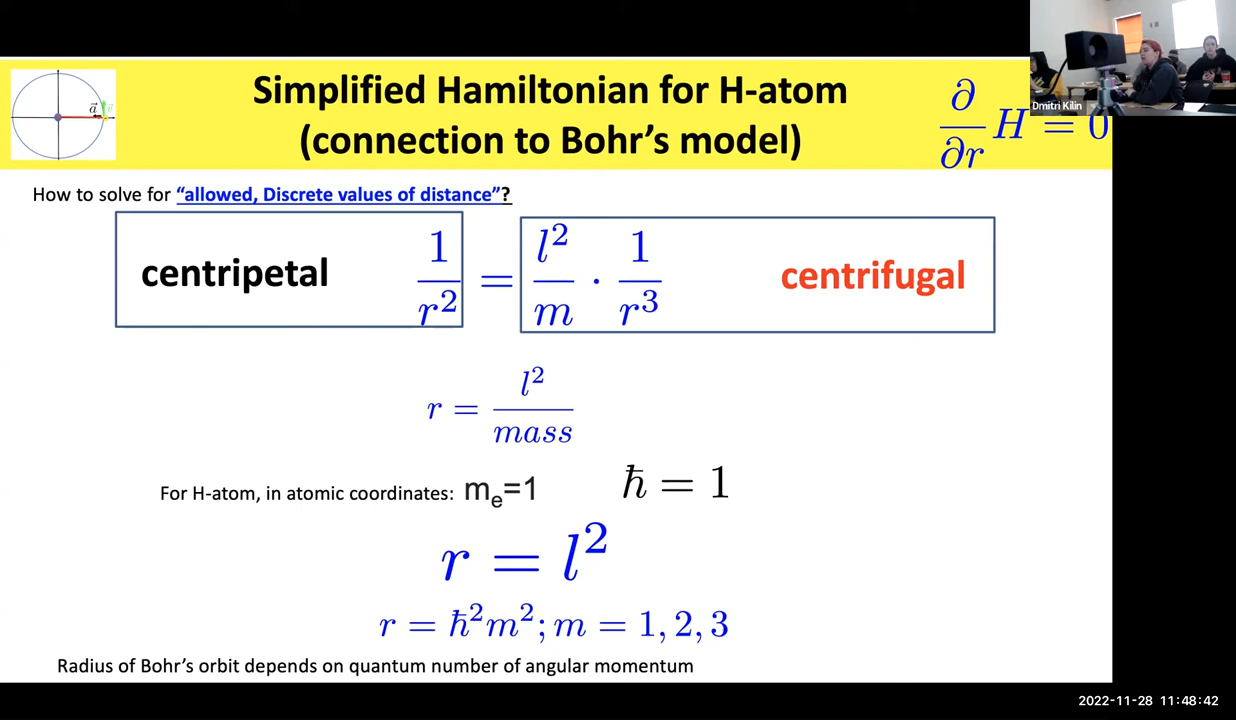 Simplified Hamiltonian for H-atom
(connection to Bohr's model)
∂/∂r H = 0
Dmitri Kilin
a⃗
v⃗
How to solve for "allowed, Discrete values of distance"?
centripetal 1/r² = l²/m · 1/r³ centrifugal
r = l²/mass
For H-atom, in atomic coordinates: mₑ=1 ℏ = 1
r = l²
r = ℏ²m²; m = 1, 2, 3
Radius of Bohr's orbit depends on quantum number of angular momentum
2022-11-28 11:48:42